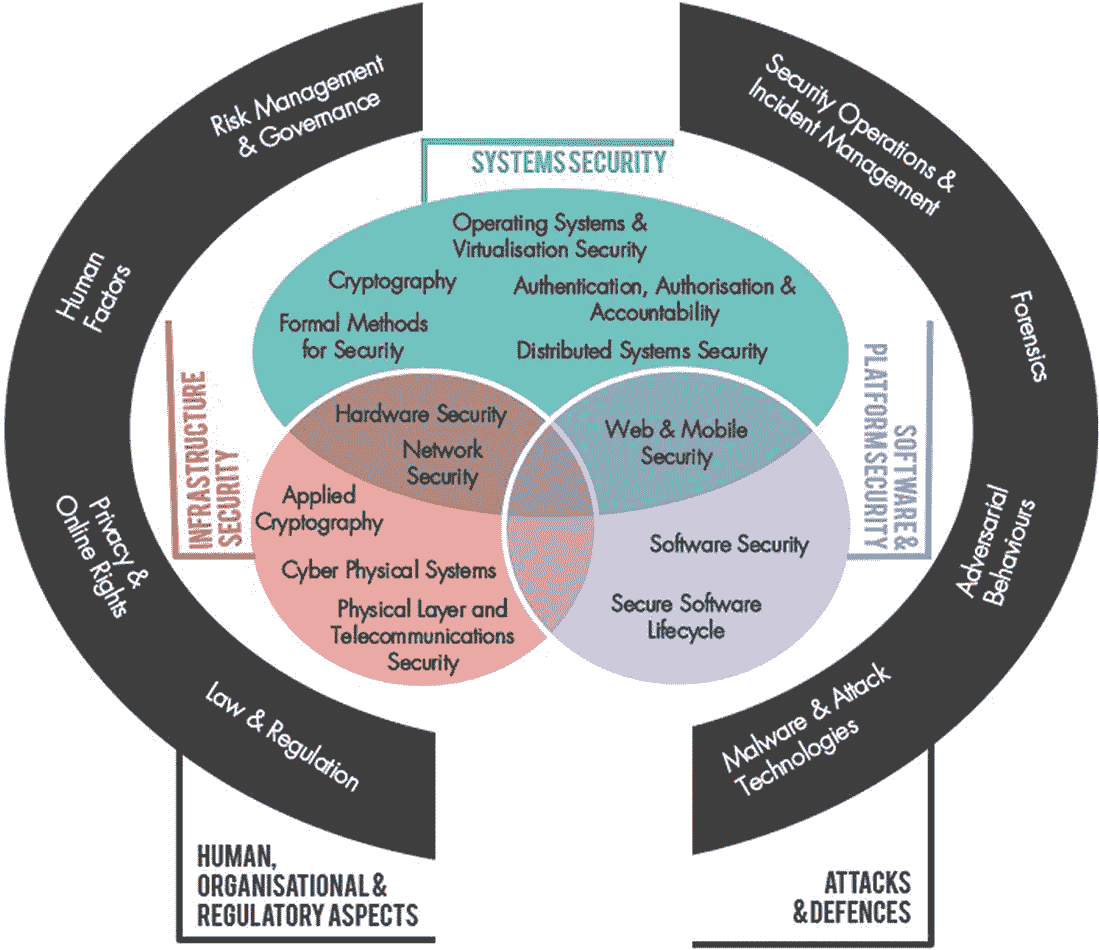 Risk Management
& Governance
Human
Factors
Privacy &
Online Rights
Law & Regulation
HUMAN,
ORGANISATIONAL &
REGULATORY ASPECTS
SYSTEMS SECURITY
Operating Systems &
Virtualisation Security
Cryptography
Authentication, Authorisation &
Accountability
Formal Methods
for Security
Distributed Systems Security
INFRASTRUCTURE
SECURITY
Hardware Security
Network
Security
Applied
Cryptography
Cyber Physical Systems
Physical Layer and
Telecommunications
Security
Web & Mobile
Security
Software Security
Secure Software
Lifecycle
SOFTWARE &
PLATFORM SECURITY
Security Operations &
Incident Management
Forensics
Adversarial
Behaviours
Malware & Attack
Technologies
ATTACKS
& DEFENCES